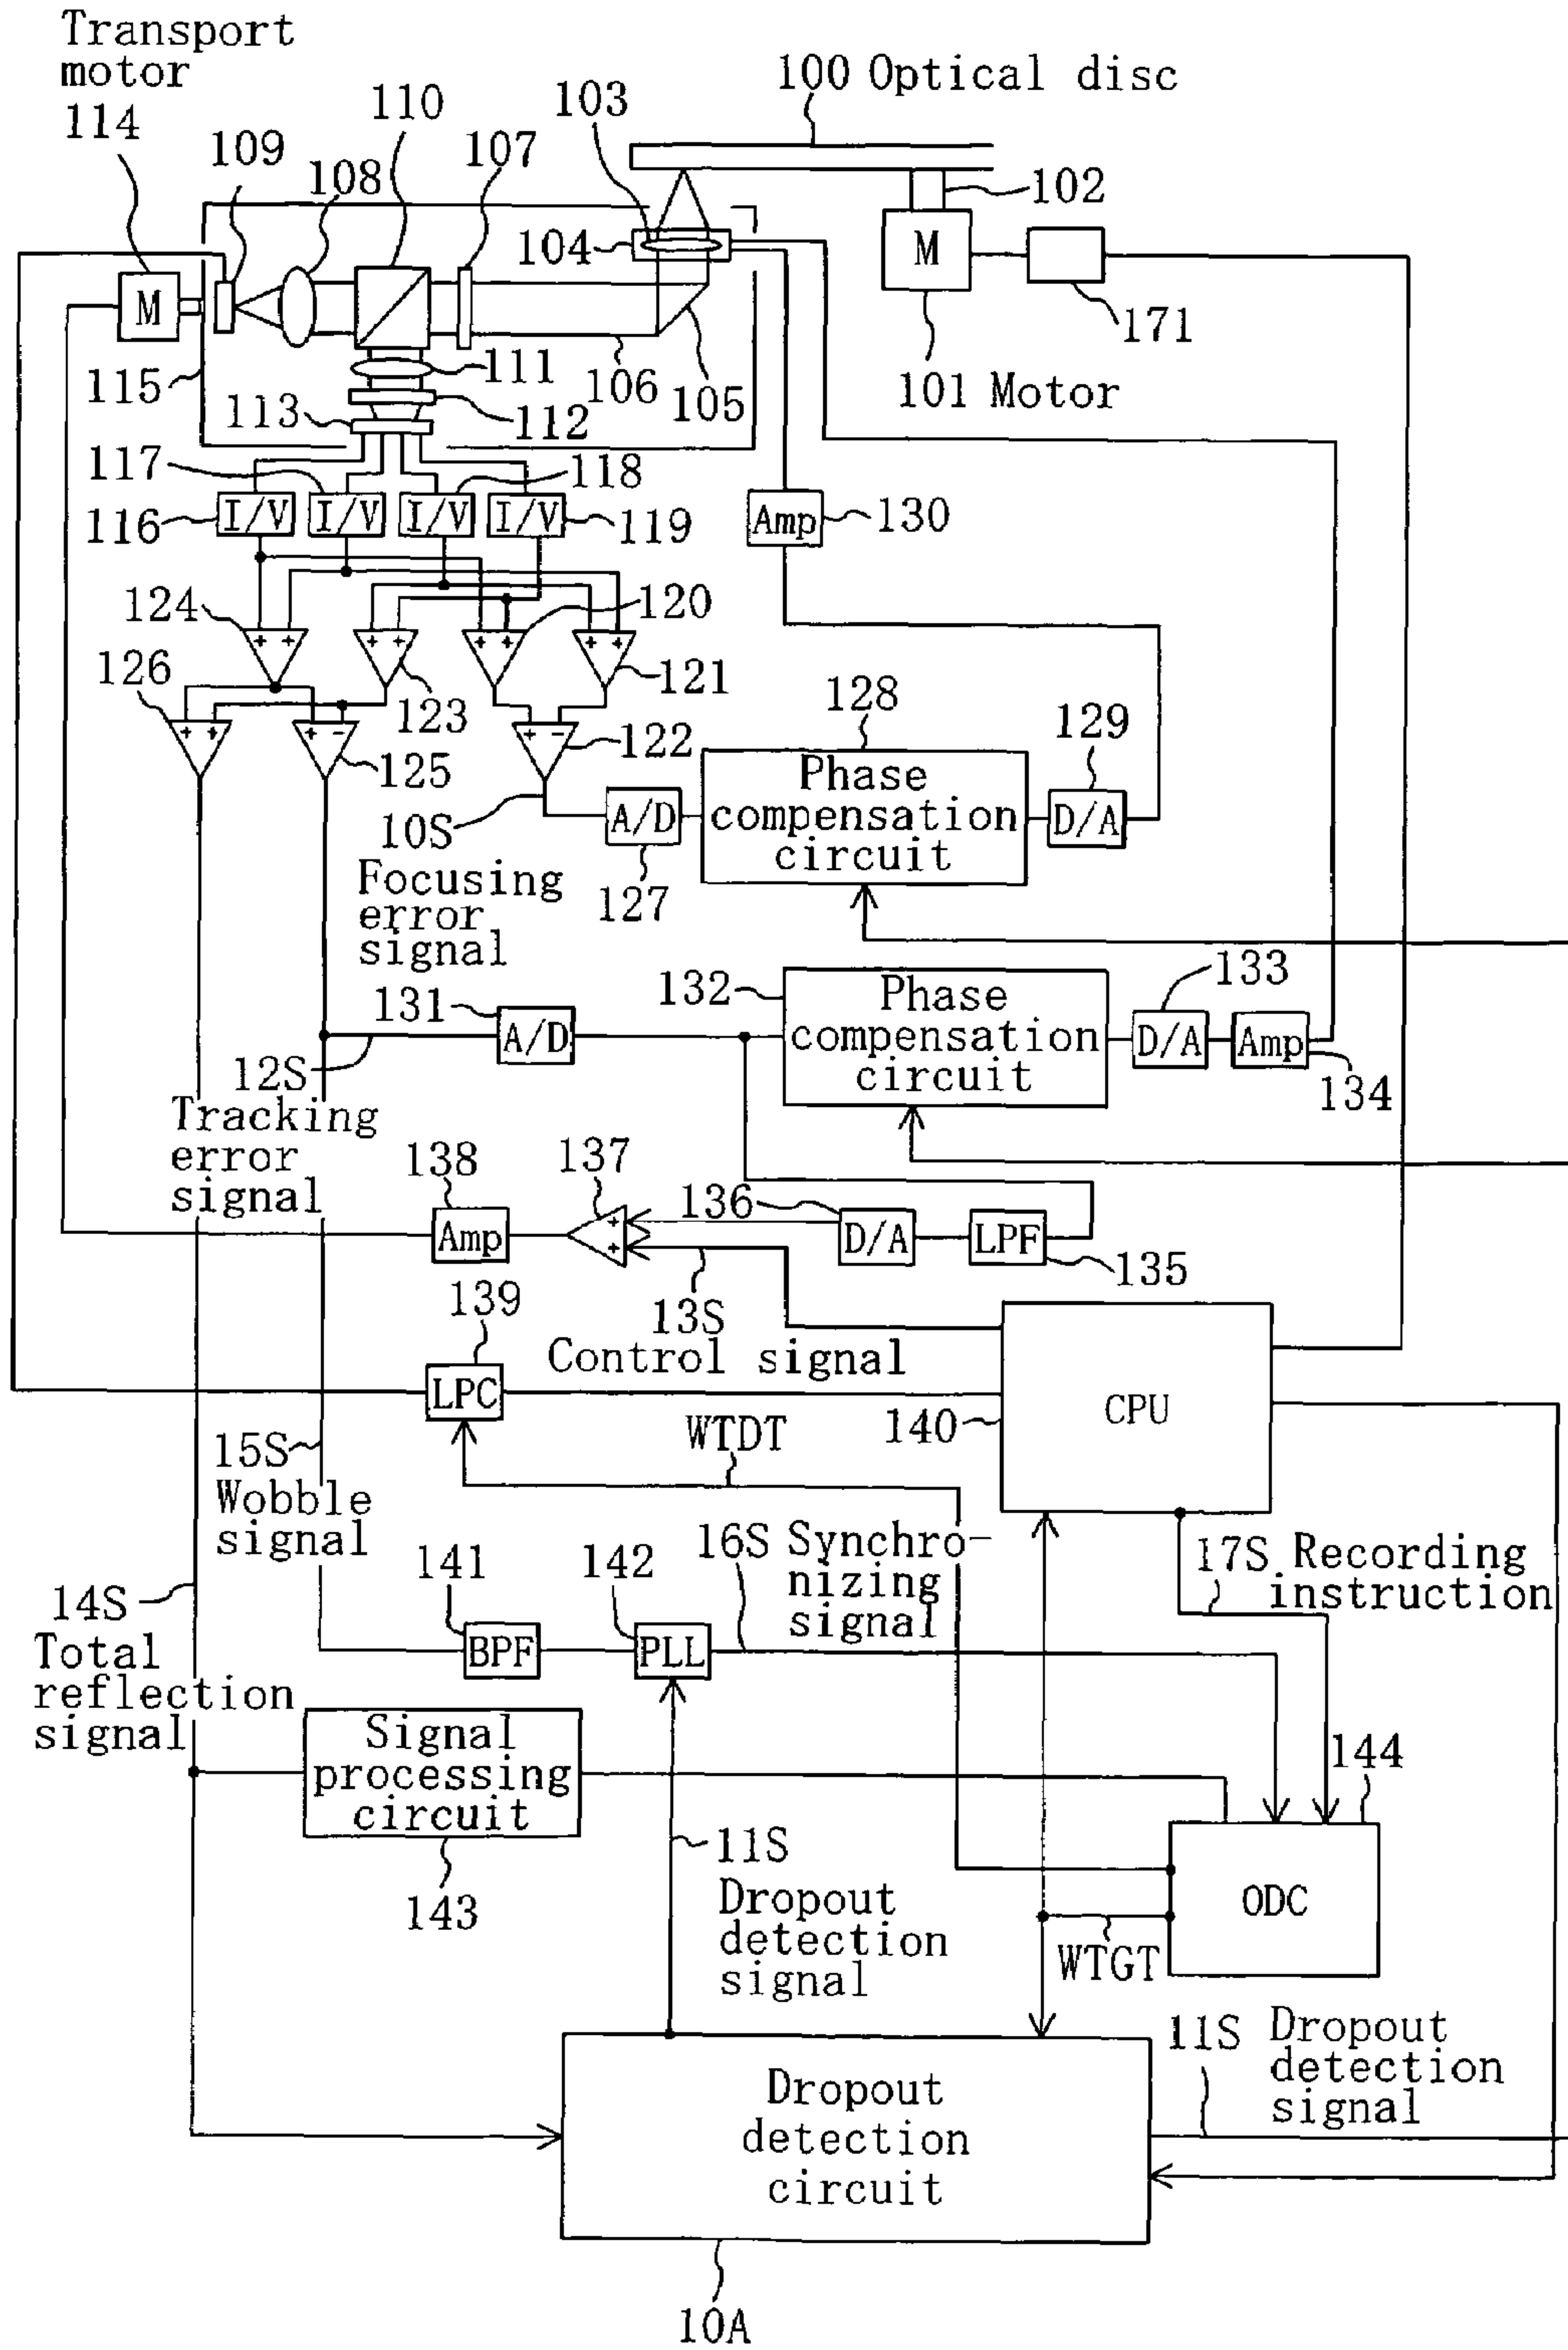 Transport
motor
114
109
108
110
107
103
100 Optical disc
104
102
M
M
171
101 Motor
115
113
111
112
106
105
117
118
116
I/V
I/V
I/V
I/V
119
Amp
130
124
+ +
+ +
+ +
+ +
120
126
123
121
+ +
+ -
125
+ -
122
128
129
10S
Focusing
error
signal
A/D
127
Phase
compensation
circuit
D/A
131
A/D
132
Phase
compensation
circuit
133
D/A
Amp
134
12S
Tracking
error
signal
138
Amp
137
+
+
136
D/A
LPF
135
13S
Control signal
139
LPC
140
CPU
WTDT
15S
Wobble
signal
141
BPF
142
PLL
16S Synchro-
nizing
signal
17S Recording
instruction
14S
Total
reflection
signal
Signal
processing
circuit
143
144
ODC
11S
Dropout
detection
signal
WTGT
11S Dropout
detection
signal
Dropout
detection
circuit
10A